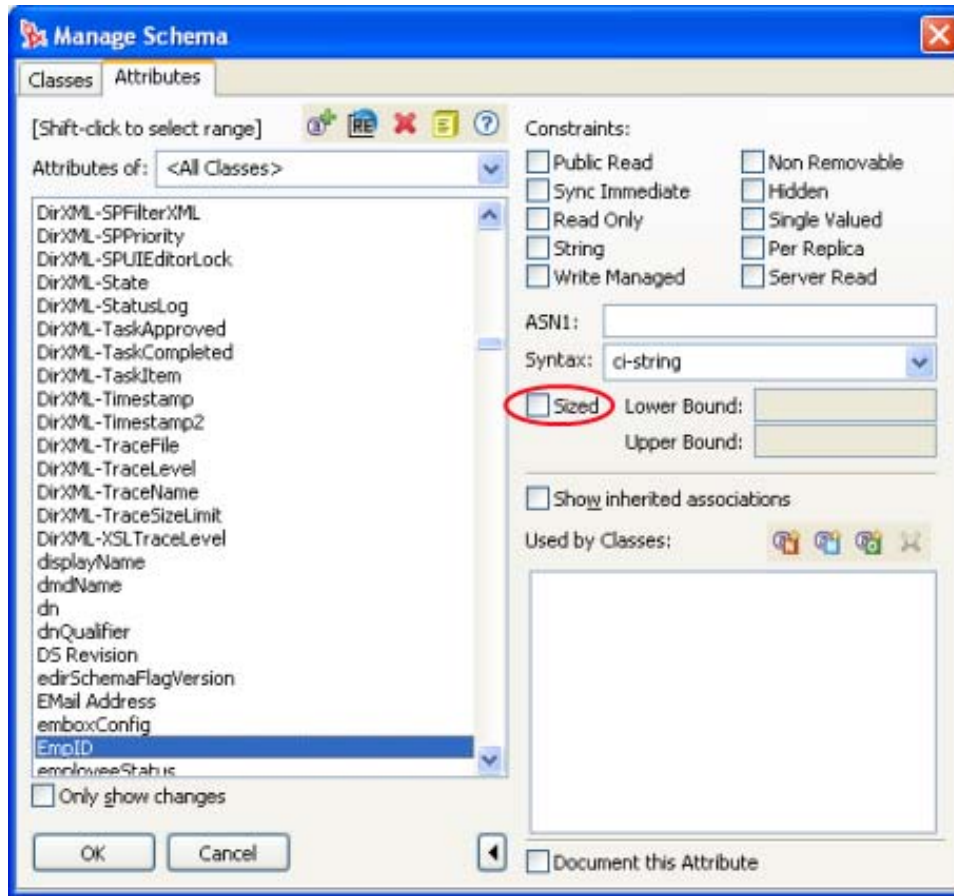 Manage Schema
Classes
Attributes
[Shift-click to select range]
RE
Attributes of:
<All Classes>
DirXML-SPFilterXML
DirXML-SPPriority
DirXML-SPUIEditorLock
DirXML-State
DirXML-StatusLog
DirXML-TaskApproved
DirXML-TaskCompleted
DirXML-TaskItem
DirXML-Timestamp
DirXML-Timestamp2
DirXML-TraceFile
DirXML-TraceLevel
DirXML-TraceName
DirXML-TraceSizeLimit
DirXML-XSLTraceLevel
displayName
dmdName
dn
dnQualifier
DS Revision
edirSchemaFlagVersion
EMail Address
emboxConfig
EmpID
employeeStatus
Only show changes
OK
Cancel
Constraints:
Public Read
Non Removable
Sync Immediate
Hidden
Read Only
Single Valued
String
Per Replica
Write Managed
Server Read
ASN1:
Syntax: ci-string
Sized
Lower Bound:
Upper Bound:
Show inherited associations
Used by Classes:
Document this Attribute